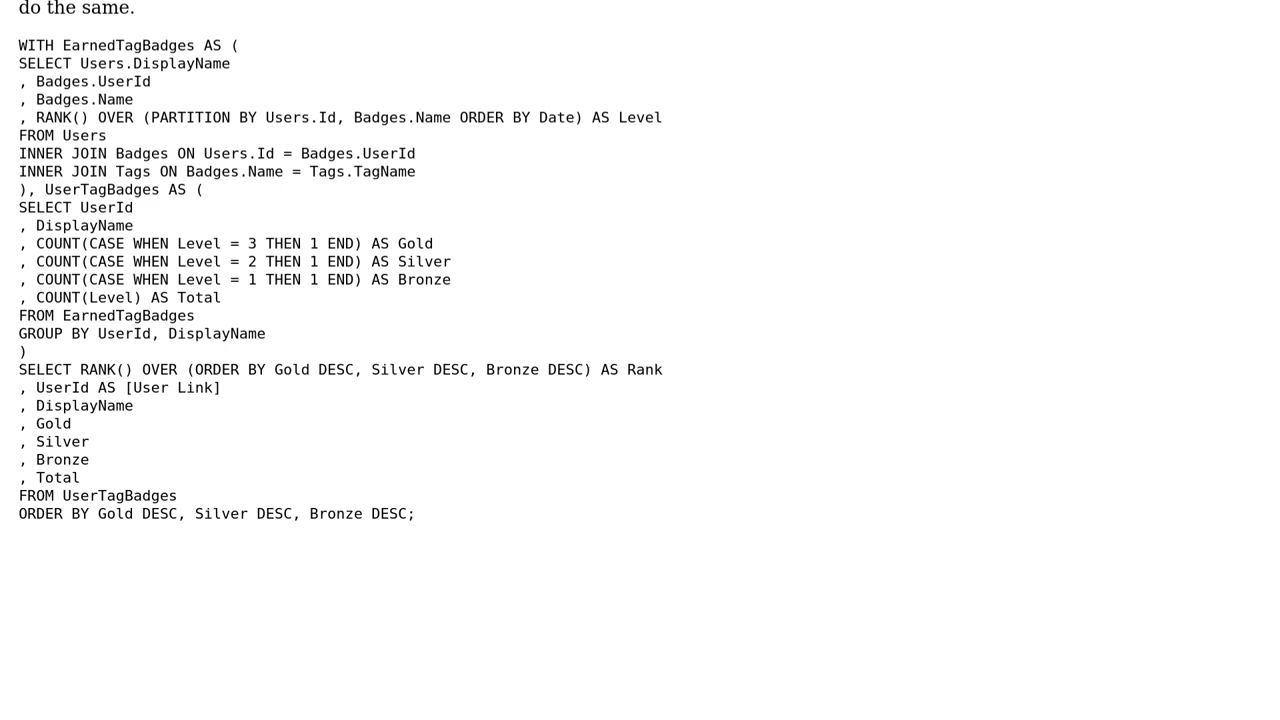 do the same.
WITH EarnedTagBadges AS (
SELECT Users.DisplayName
, Badges.UserId
, Badges.Name
, RANK() OVER (PARTITION BY Users.Id, Badges.Name ORDER BY Date) AS Level
FROM Users
INNER JOIN Badges ON Users.Id = Badges.UserId
INNER JOIN Tags ON Badges.Name = Tags.TagName
), UserTagBadges AS (
SELECT UserId
, DisplayName
, COUNT(CASE WHEN Level = 3 THEN 1 END) AS Gold
, COUNT(CASE WHEN Level = 2 THEN 1 END) AS Silver
, COUNT(CASE WHEN Level = 1 THEN 1 END) AS Bronze
, COUNT(Level) AS Total
FROM EarnedTagBadges
GROUP BY UserId, DisplayName
)
SELECT RANK() OVER (ORDER BY Gold DESC, Silver DESC, Bronze DESC) AS Rank
, UserId AS [User Link]
, DisplayName
, Gold
, Silver
, Bronze
, Total
FROM UserTagBadges
ORDER BY Gold DESC, Silver DESC, Bronze DESC;